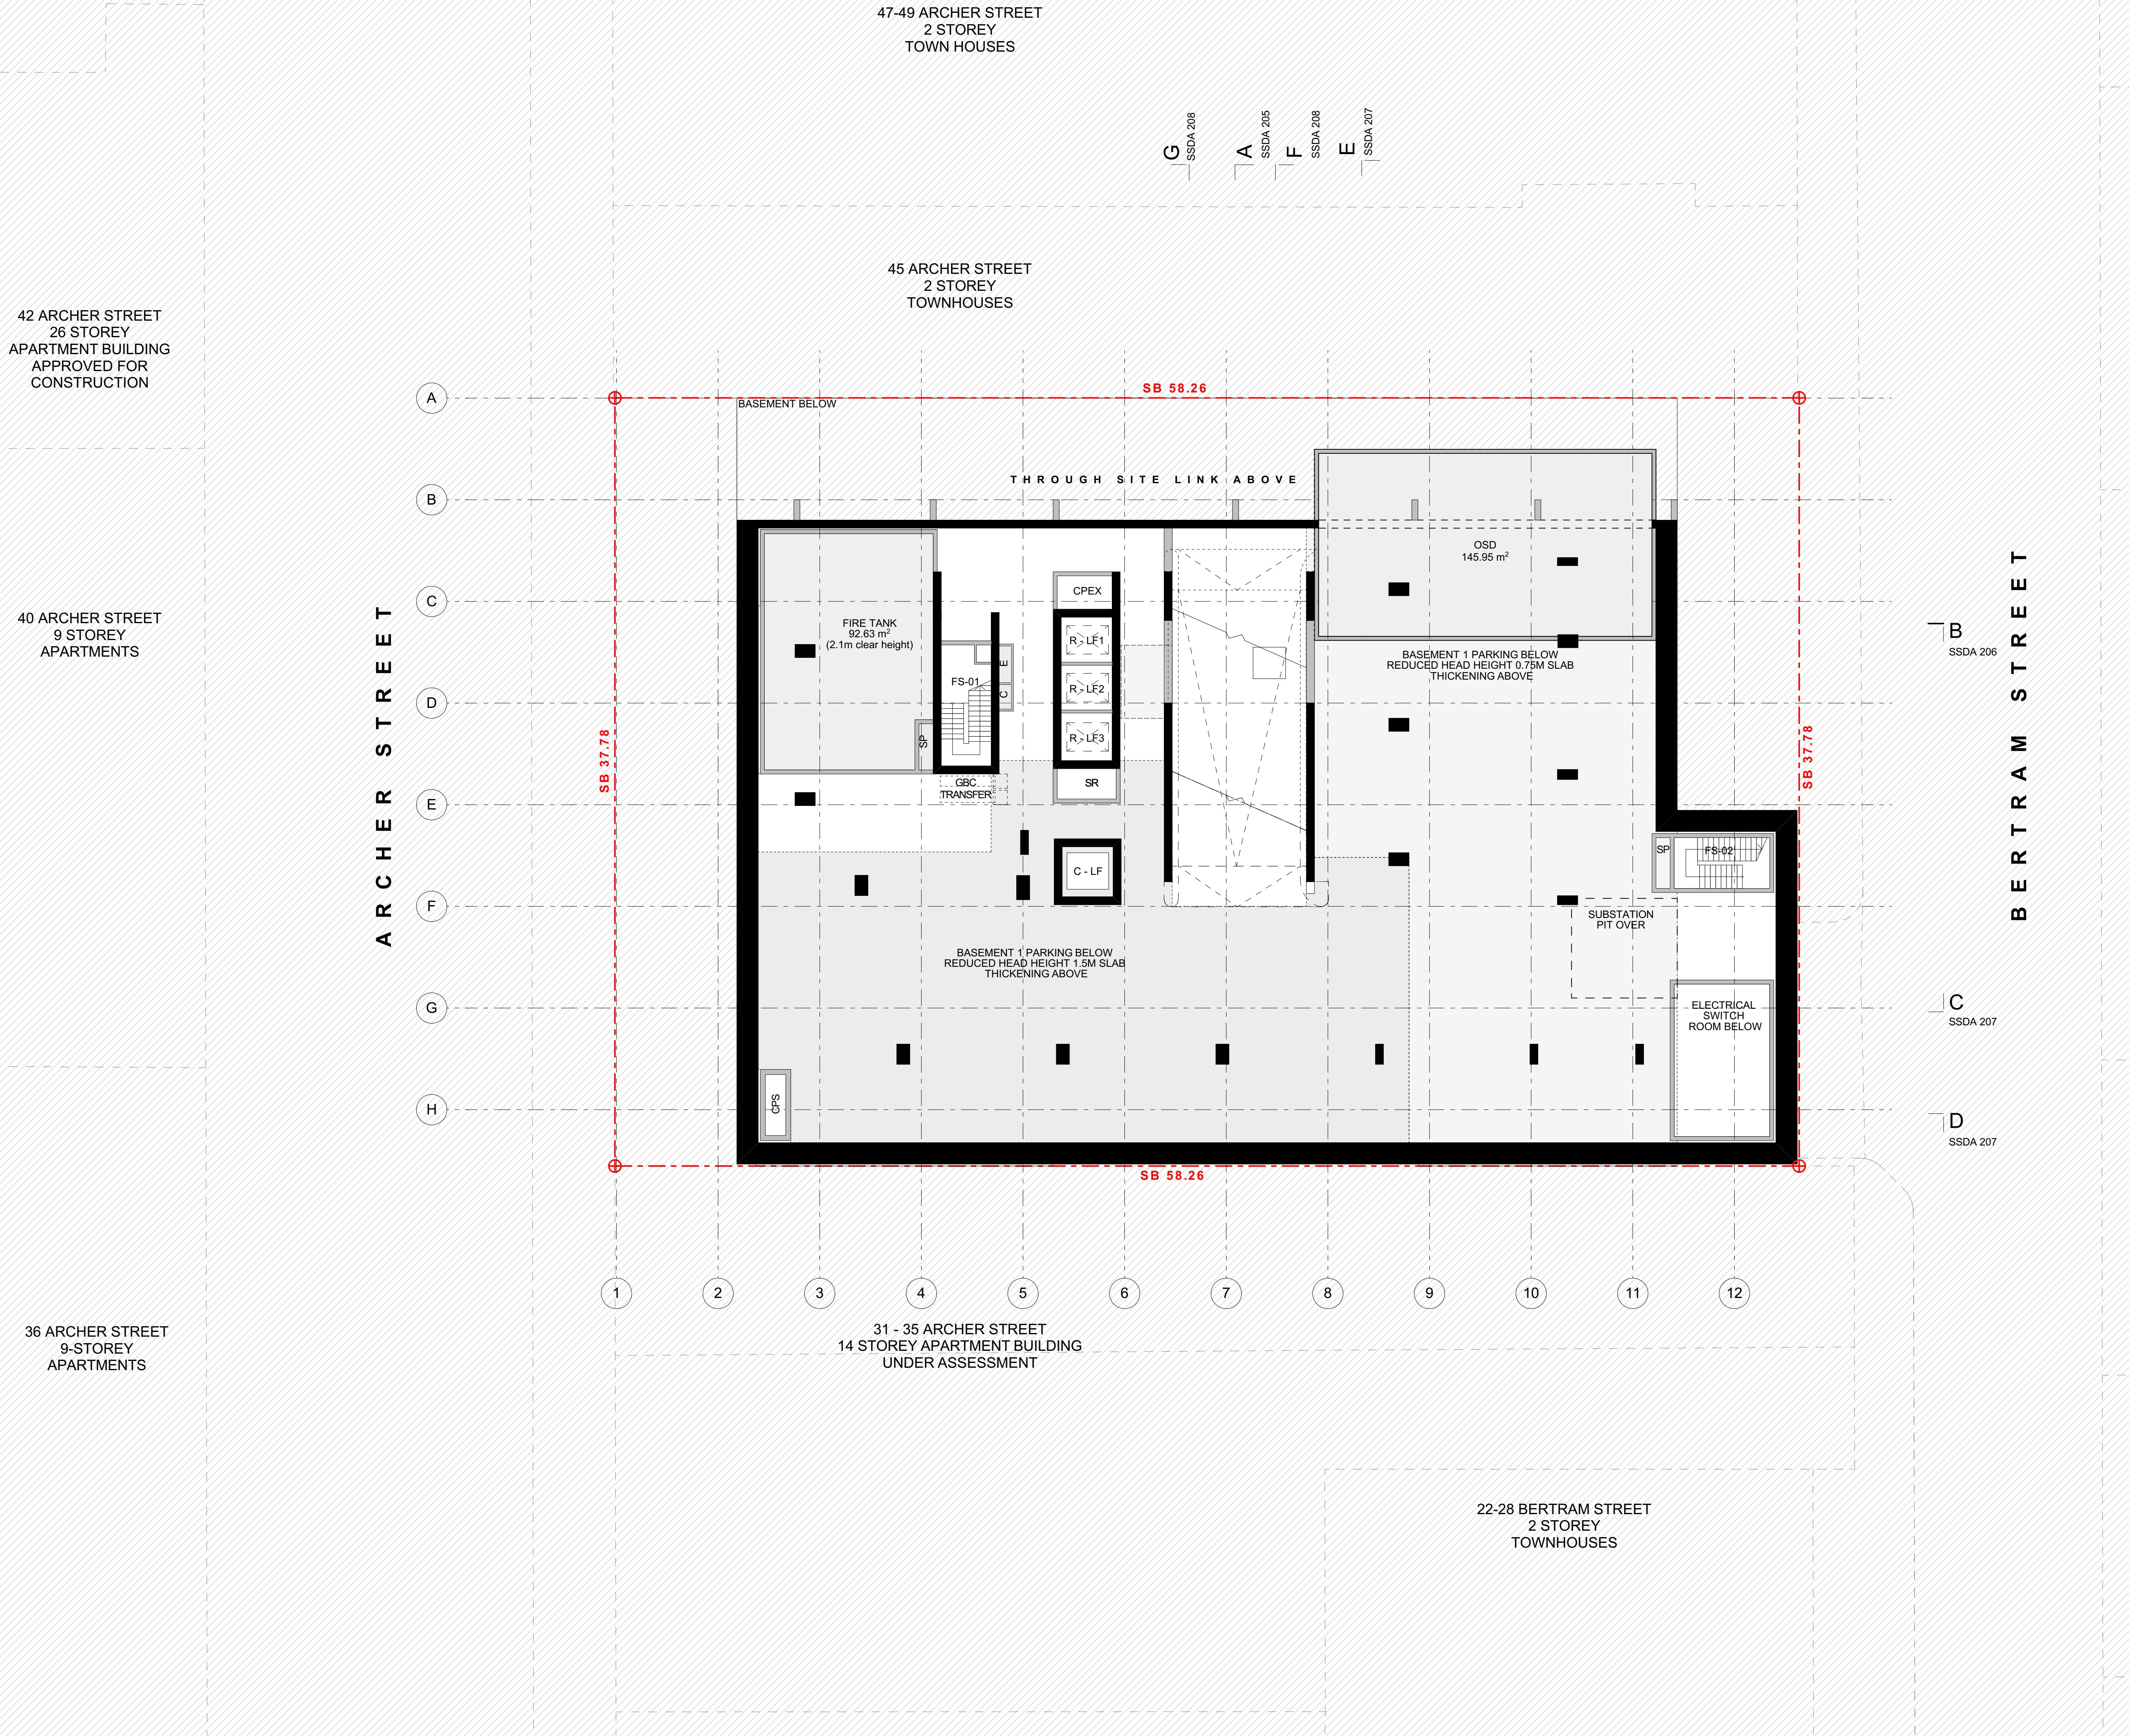 47-49 ARCHER STREET
2 STOREY
TOWN HOUSES
G
SSDA 208
A
SSDA 205
F
SSDA 208
E
SSDA 207
45 ARCHER STREET
2 STOREY
TOWNHOUSES
42 ARCHER STREET
26 STOREY
APARTMENT BUILDING
APPROVED FOR
CONSTRUCTION
40 ARCHER STREET
9 STOREY
APARTMENTS
36 ARCHER STREET
9-STOREY
APARTMENTS
ARCHER STREET
A
B
C
D
E
F
G
H
SB 58.26
BASEMENT BELOW
THROUGH SITE LINK ABOVE
OSD
145.95 m²
CPEX
FIRE TANK
92.63 m²
(2.1m clear height)
R - LF1
R - LF2
R - LF3
FS-01
E
C
SP
GBC
TRANSFER
SR
C - LF
BASEMENT 1 PARKING BELOW
REDUCED HEAD HEIGHT 0.75M SLAB
THICKENING ABOVE
SP
FS-02
SUBSTATION
PIT OVER
BASEMENT 1 PARKING BELOW
REDUCED HEAD HEIGHT 1.5M SLAB
THICKENING ABOVE
ELECTRICAL
SWITCH
ROOM BELOW
CPS
SB 37.78
SB 37.78
SB 58.26
BERTRAM STREET
B
SSDA 206
C
SSDA 207
D
SSDA 207
1
2
3
4
5
6
7
8
9
10
11
12
31 - 35 ARCHER STREET
14 STOREY APARTMENT BUILDING
UNDER ASSESSMENT
22-28 BERTRAM STREET
2 STOREY
TOWNHOUSES